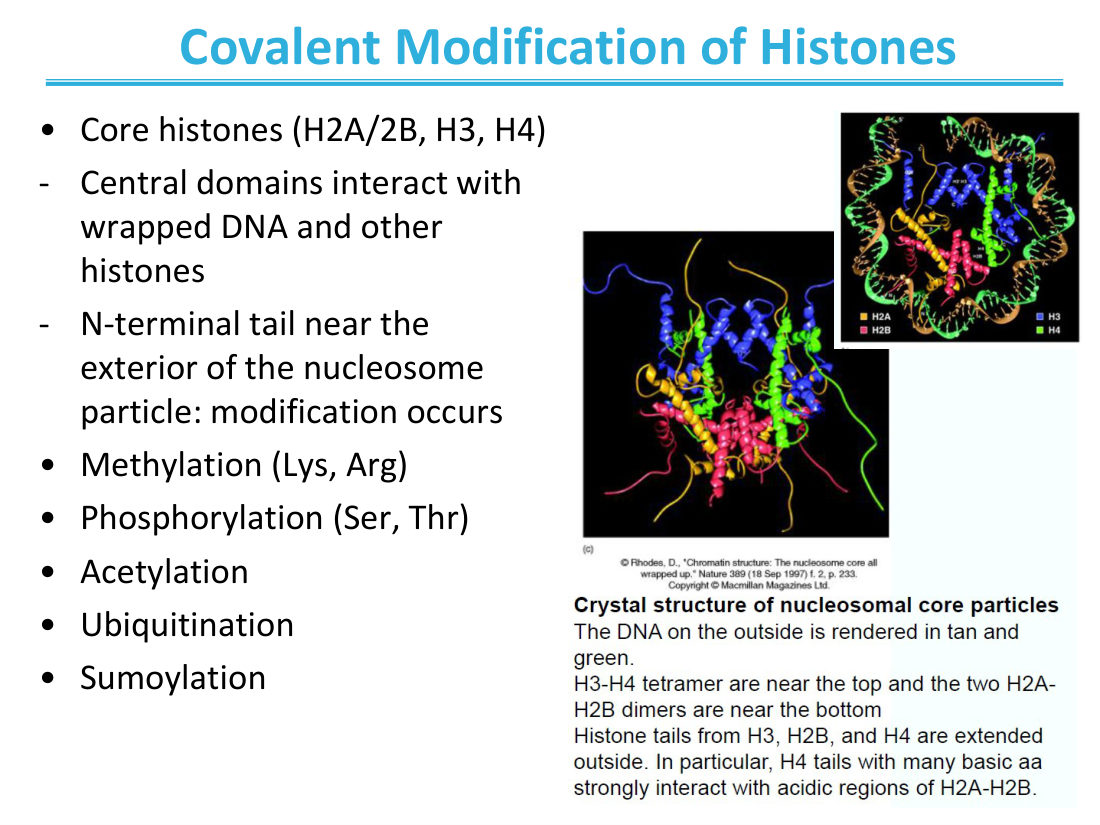 Covalent Modification of Histones
• Core histones (H2A/2B, H3, H4)
- Central domains interact with
wrapped DNA and other
histones
- N-terminal tail near the
exterior of the nucleosome
particle: modification occurs
• Methylation (Lys, Arg)
• Phosphorylation (Ser, Thr)
• Acetylation
• Ubiquitination
• Sumoylation
H2A
H2B
H3
H4
(c)
© Rhodes, D., "Chromatin structure: The nucleosome core all
wrapped up." Nature 389 (18 Sep 1997) f. 2, p. 233.
Copyright © Macmillan Magazines Ltd.
Crystal structure of nucleosomal core particles
The DNA on the outside is rendered in tan and
green.
H3-H4 tetramer are near the top and the two H2A-
H2B dimers are near the bottom
Histone tails from H3, H2B, and H4 are extended
outside. In particular, H4 tails with many basic aa
strongly interact with acidic regions of H2A-H2B.